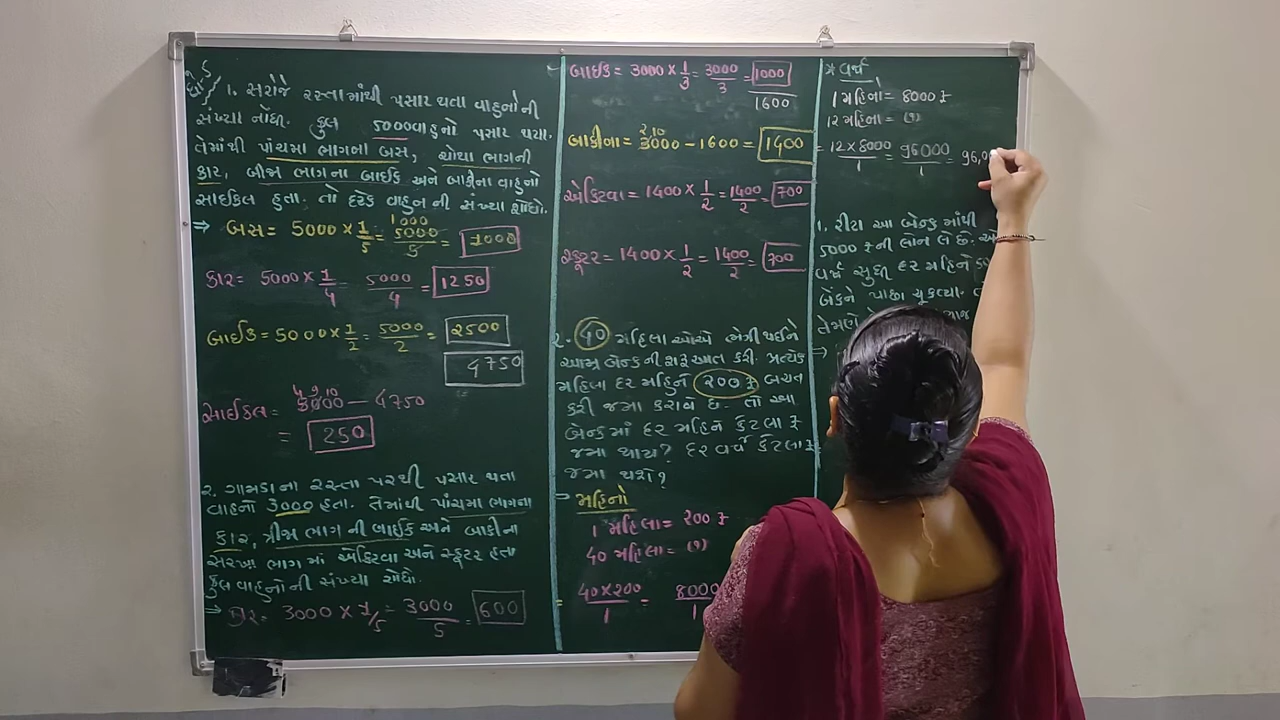 ૧. સરોજે રસ્તામાંથી પસાર થતા વાહનોની
સંખ્યા નોંધી. કુલ 5000 વાહનો પસાર થયા.
તેમાંથી પાંચમા ભાગની બસ, ચોથા ભાગની
કાર, બીજા ભાગના બાઈક અને બાકીના વાહનો
સાઈકલ હતા. તો દરેક વાહન ની સંખ્યા શોધો.
⇒ બસ = 5000 × 1/5 = 5000/5 = 1000
કાર = 5000 × 1/4 = 5000/4 = 1250
બાઈક = 5000 × 1/2 = 5000/2 = 2500
4750
સાઈકલ = 5000 — 4750
= 250
૨. ગામડાના રસ્તા પરથી પસાર થતા
વાહનો 3000 હતા. તેમાંથી પાંચમા ભાગના
કાર, ત્રીજા ભાગ ની બાઈક અને બાકીના
સરખા ભાગ માં એક્ટિવા અને સ્કૂટર હતા
કુલ વાહનોની સંખ્યા શોધો.
⇒ કાર = 3000 × 1/5 = 3000/5 = 600
બાઈક = 3000 × 1/3 = 3000/3 = 1000
1600
બાકીના = 3000 – 1600 = 1400
એકિટવા = 1400 × 1/2 = 1400/2 = 700
સ્કૂટર = 1400 × 1/2 = 1400/2 = 700
૨. 40 મહિલા ઓએ ભેગી થઈને
આમ્ર બેન્ક ની શરૂઆત કરી. પ્રત્યેક
મહિલા દર મહિને ૨00 ₹ બચત
કરી જમા કરાવે છે. તો આ
બેન્કમાં દર મહિને કેટલા ₹
જમા થાય? દર વર્ષે કેટલા ₹
જમા થશે?
મહિનો
1 મહિલા = ૨00 ₹
40 મહિલા = (?)
= 40×200/1 = 8000/1
* વર્ષ
1 મહિના = 8000 ₹
12 મહિના = (?)
= 12 × 8000/1 = 96000/1 = 96,0
1. રીટા આ બેન્ક માંથી
5000 ₹ ની લોન લે છે.
વર્ષ સુધી દર મહિને
બેંકને પાછા ચૂકવ્યા.
તેમણે